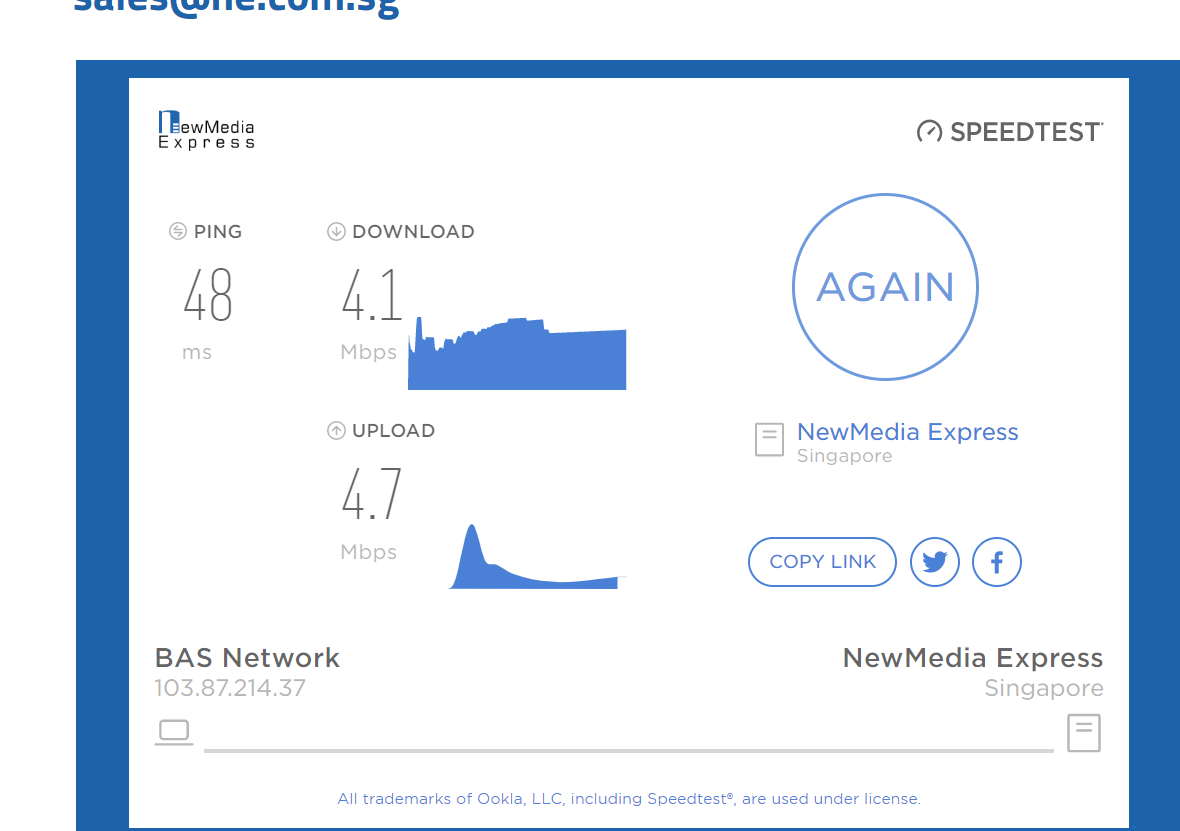 sales@ne.com.sg
NewMedia
Express
SPEEDTEST
PING
DOWNLOAD
48
4.1
ms
Mbps
AGAIN
UPLOAD
NewMedia Express
Singapore
4.7
Mbps
COPY LINK
BAS Network
NewMedia Express
103.87.214.37
Singapore
All trademarks of Ookla, LLC, including Speedtest®, are used under license.